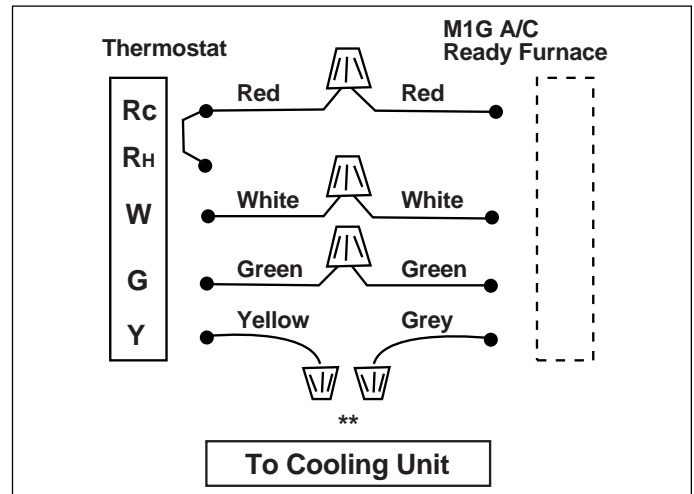 Thermostat
M1G A/C
Ready Furnace
Rc Red Red
RH
W White White
G Green Green
Y Yellow Grey
**
To Cooling Unit